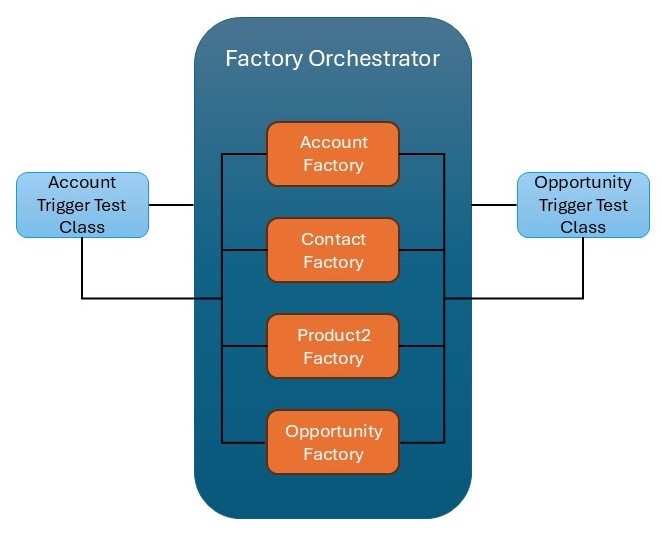 Factory Orchestrator
Account
Factory
Account
Trigger Test
Class
Opportunity
Trigger Test
Class
Contact
Factory
Product2
Factory
Opportunity
Factory